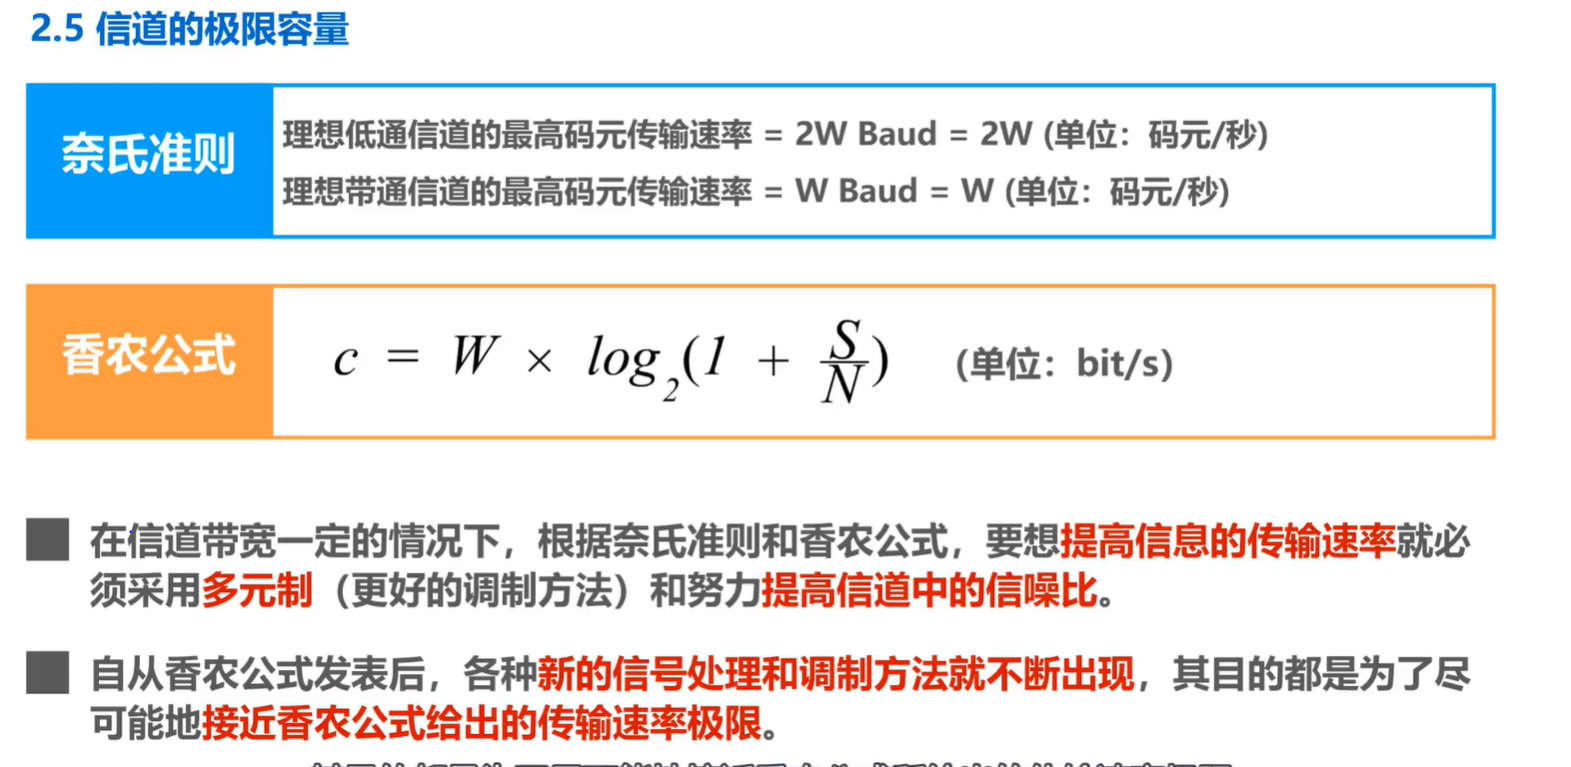 2.5 信道的极限容量
奈氏准则
理想低通信道的最高码元传输速率 = 2W Baud = 2W (单位：码元/秒)
理想带通信道的最高码元传输速率 = W Baud = W (单位：码元/秒)
香农公式
c = W × log₂(1 + S/N) (单位：bit/s)
在信道带宽一定的情况下，根据奈氏准则和香农公式，要想提高信息的传输速率就必
须采用多元制（更好的调制方法）和努力提高信道中的信噪比。
自从香农公式发表后，各种新的信号处理和调制方法就不断出现，其目的都是为了尽
可能地接近香农公式给出的传输速率极限。